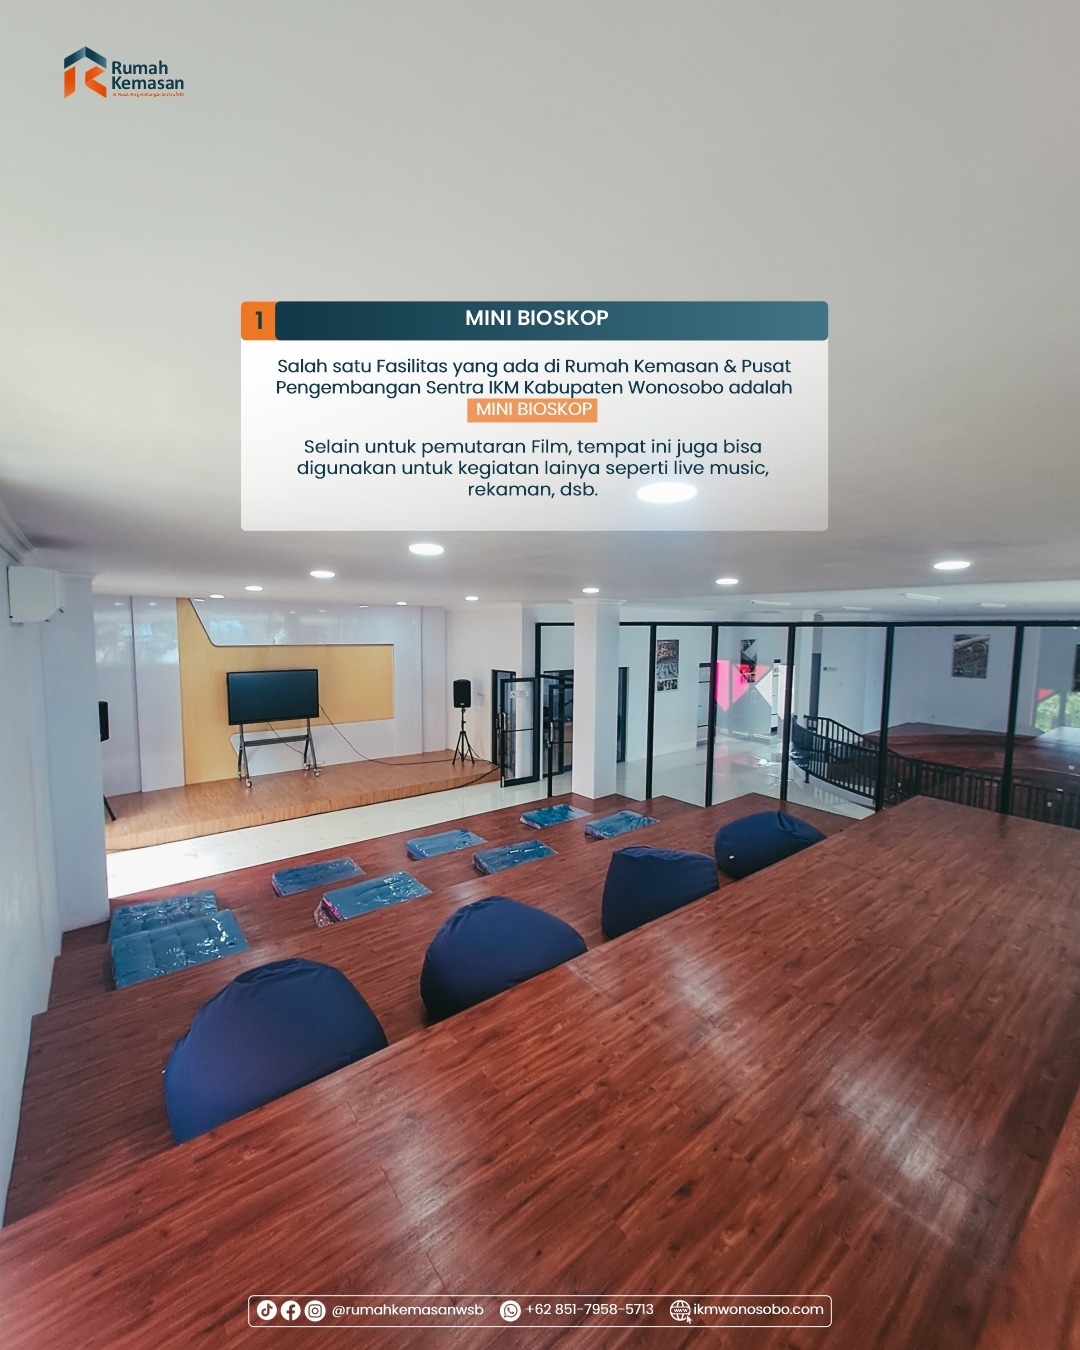 Rumah
Kemasan
1
MINI BIOSKOP
Salah satu Fasilitas yang ada di Rumah Kemasan & Pusat
Pengembangan Sentra IKM Kabupaten Wonosobo adalah
MINI BIOSKOP
Selain untuk pemutaran Film, tempat ini juga bisa
digunakan untuk kegiatan lainya seperti live music,
rekaman, dsb.
@rumahkemasanwsb +62 851-7958-5713 ikmwonosobo.com